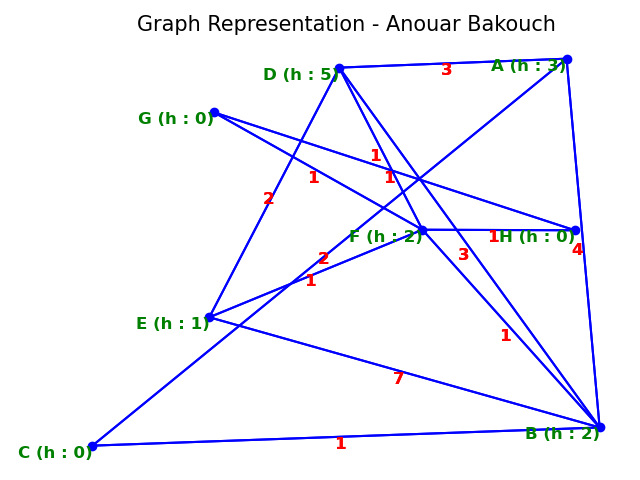 Graph Representation - Anouar Bakouch
A (h : 3)
3
D (h : 5)
G (h : 0)
1
1
1
2
F (h : 2)
1
H (h : 0)
4
3
2
1
E (h : 1)
1
7
B (h : 2)
1
C (h : 0)